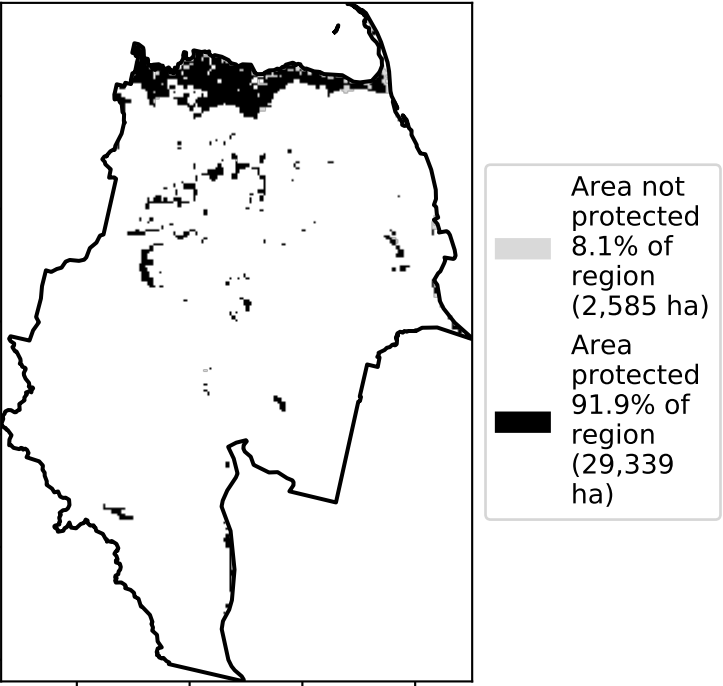 Area not
protected
8.1% of
region
(2,585 ha)
Area
protected
91.9% of
region
(29,339
ha)